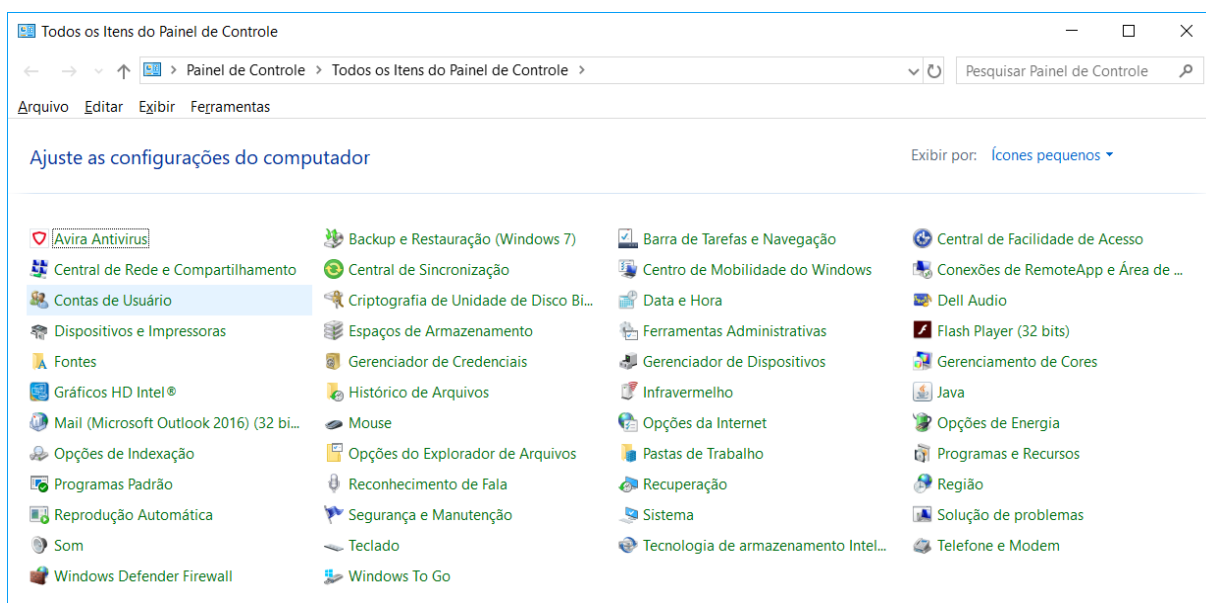 Todos os Itens do Painel de Controle
Painel de Controle > Todos os Itens do Painel de Controle > Pesquisar Painel de Controle
Arquivo Editar Exibir Ferramentas
Ajuste as configurações do computador Exibir por: Ícones pequenos
Avira Antivirus Backup e Restauração (Windows 7) Barra de Tarefas e Navegação Central de Facilidade de Acesso
Central de Rede e Compartilhamento Central de Sincronização Centro de Mobilidade do Windows Conexões de RemoteApp e Área de ...
Contas de Usuário Criptografia de Unidade de Disco Bi... Data e Hora Dell Audio
Dispositivos e Impressoras Espaços de Armazenamento Ferramentas Administrativas Flash Player (32 bits)
Fontes Gerenciador de Credenciais Gerenciador de Dispositivos Gerenciamento de Cores
Gráficos HD Intel® Histórico de Arquivos Infravermelho Java
Mail (Microsoft Outlook 2016) (32 bi... Mouse Opções da Internet Opções de Energia
Opções de Indexação Opções do Explorador de Arquivos Pastas de Trabalho Programas e Recursos
Programas Padrão Reconhecimento de Fala Recuperação Região
Reprodução Automática Segurança e Manutenção Sistema Solução de problemas
Som Teclado Tecnologia de armazenamento Intel... Telefone e Modem
Windows Defender Firewall Windows To Go